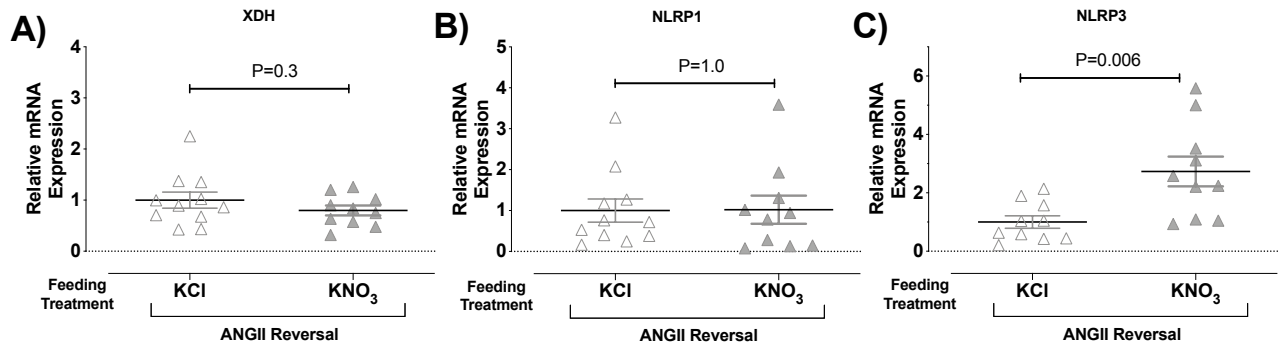 A)
XDH
Relative mRNA
Expression
4
3
2
1
0
P=0.3
Feeding
Treatment
KCl
KNO₃
ANGII Reversal
B)
NLRP1
Relative mRNA
Expression
5
4
3
2
1
0
P=1.0
Feeding
Treatment
KCl
KNO₃
ANGII Reversal
C)
NLRP3
Relative mRNA
Expression
6
4
2
0
P=0.006
Feeding
Treatment
KCl
KNO₃
ANGII Reversal